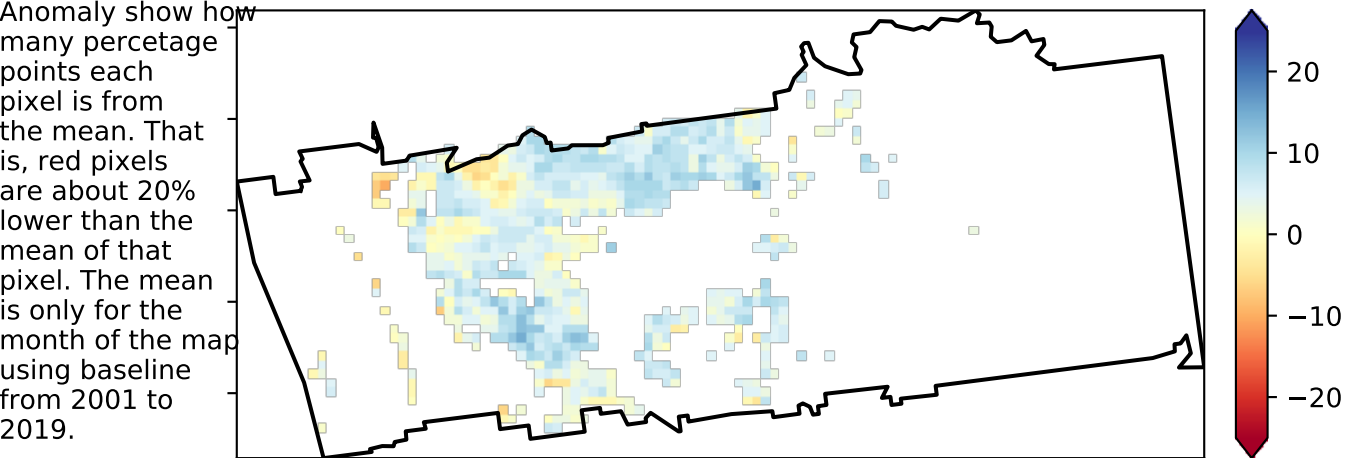 Anomaly show how
many percetage
points each
pixel is from
the mean. That
is, red pixels
are about 20%
lower than the
mean of that
pixel. The mean
is only for the
month of the map
using baseline
from 2001 to
2019.
20
10
0
−10
−20